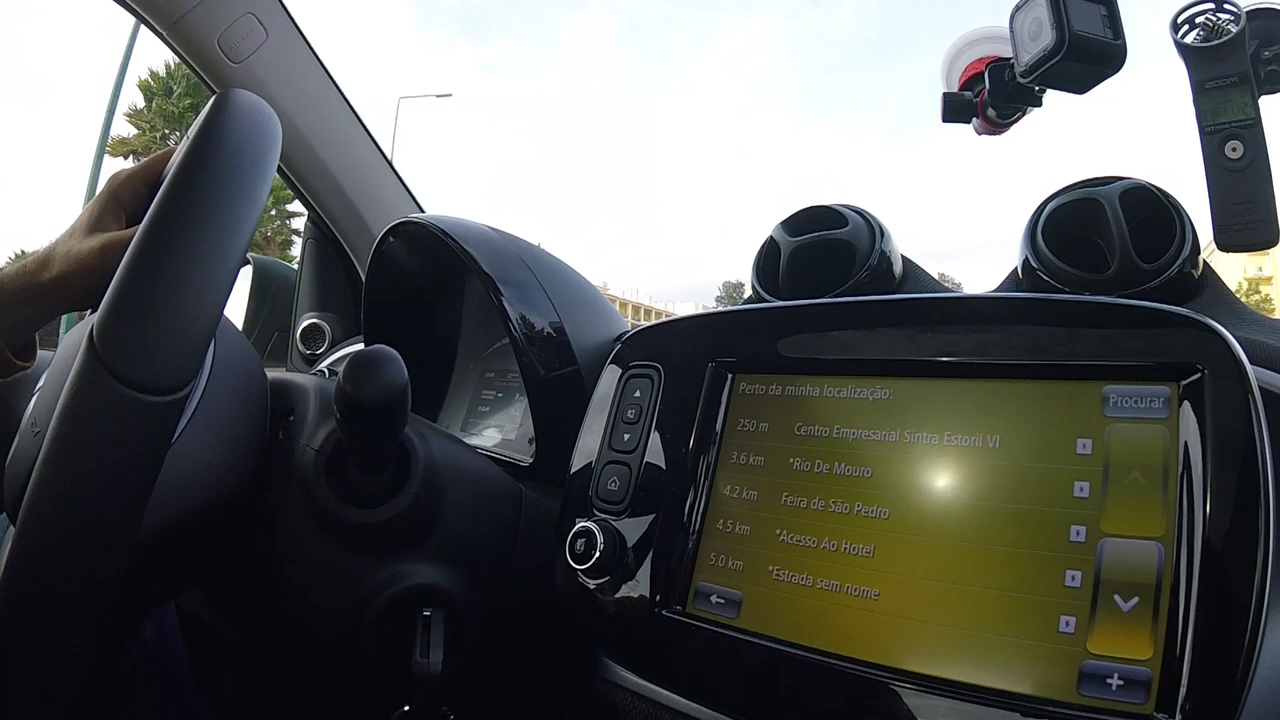 ZOOM
Perto da minha localização:
Procurar
250 m Centro Empresarial Sintra Estoril VI
3.6 km *Rio De Mouro
4.2 km Feira de São Pedro
4.5 km *Acesso Ao Hotel
5.0 km *Estrada sem nome